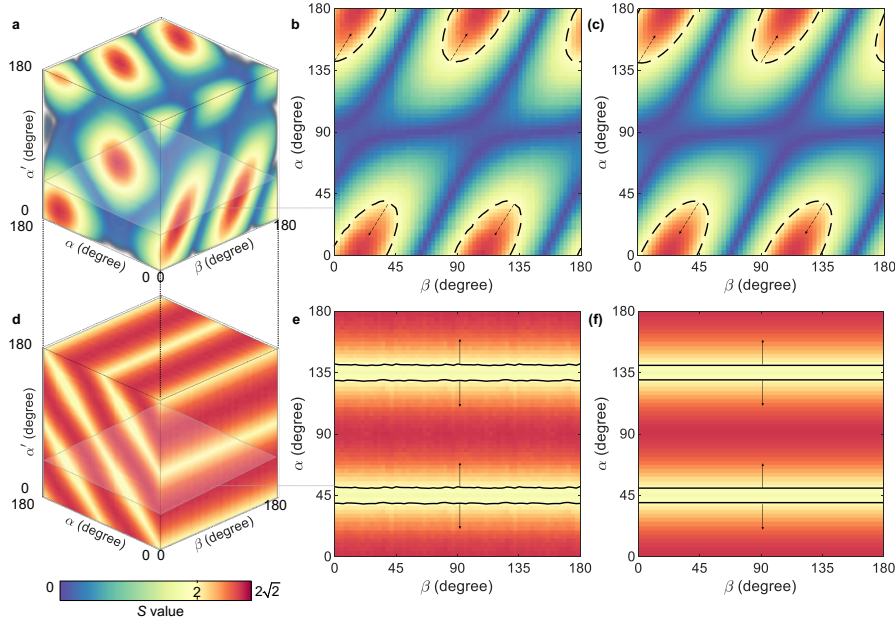 a
180
α′ (degree)
0
180
α (degree)
0 0
β (degree)
180
b
180
135
90
45
0
α (degree)
0 45 90 135 180
β (degree)
(c)
180
135
90
45
0
α (degree)
0 45 90 135 180
β (degree)
d
180
α′ (degree)
0
180
α (degree)
0 0
β (degree)
180
e
180
135
90
45
0
α (degree)
0 45 90 135 180
β (degree)
(f)
180
135
90
45
0
α (degree)
0 45 90 135 180
β (degree)
0 2 2√2
S value